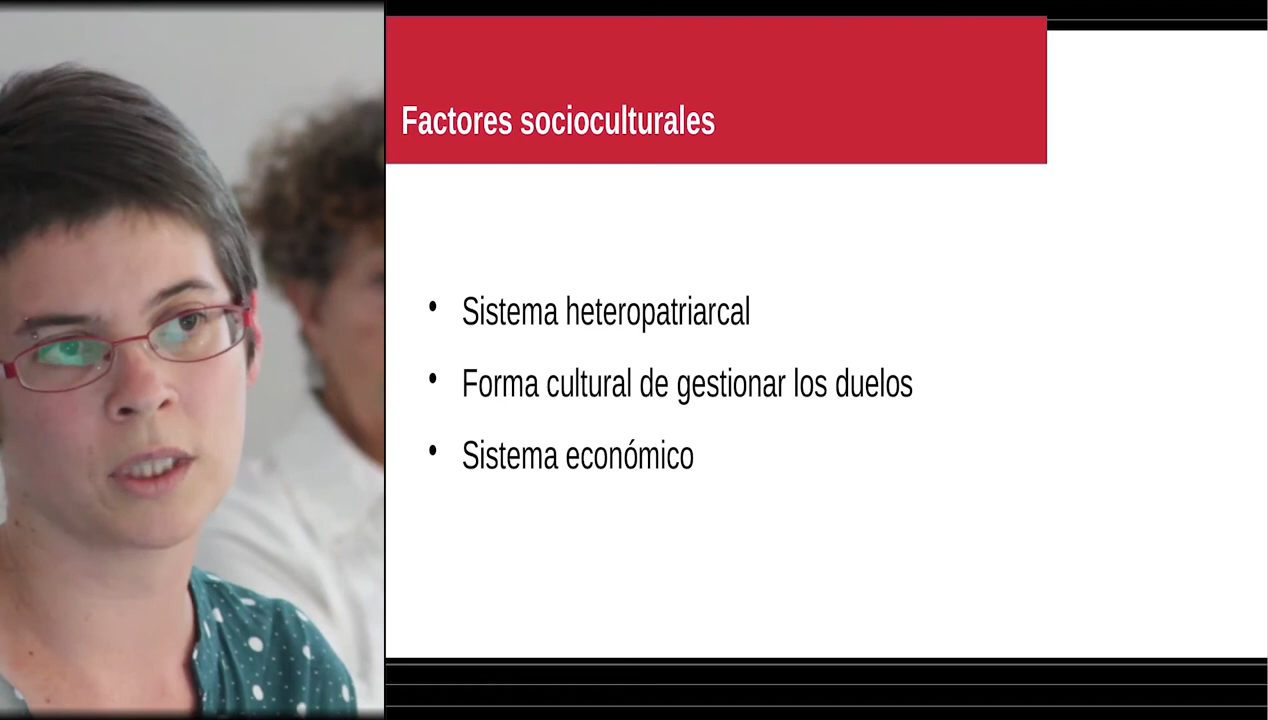 Factores socioculturales
• Sistema heteropatriarcal
• Forma cultural de gestionar los duelos
• Sistema económico